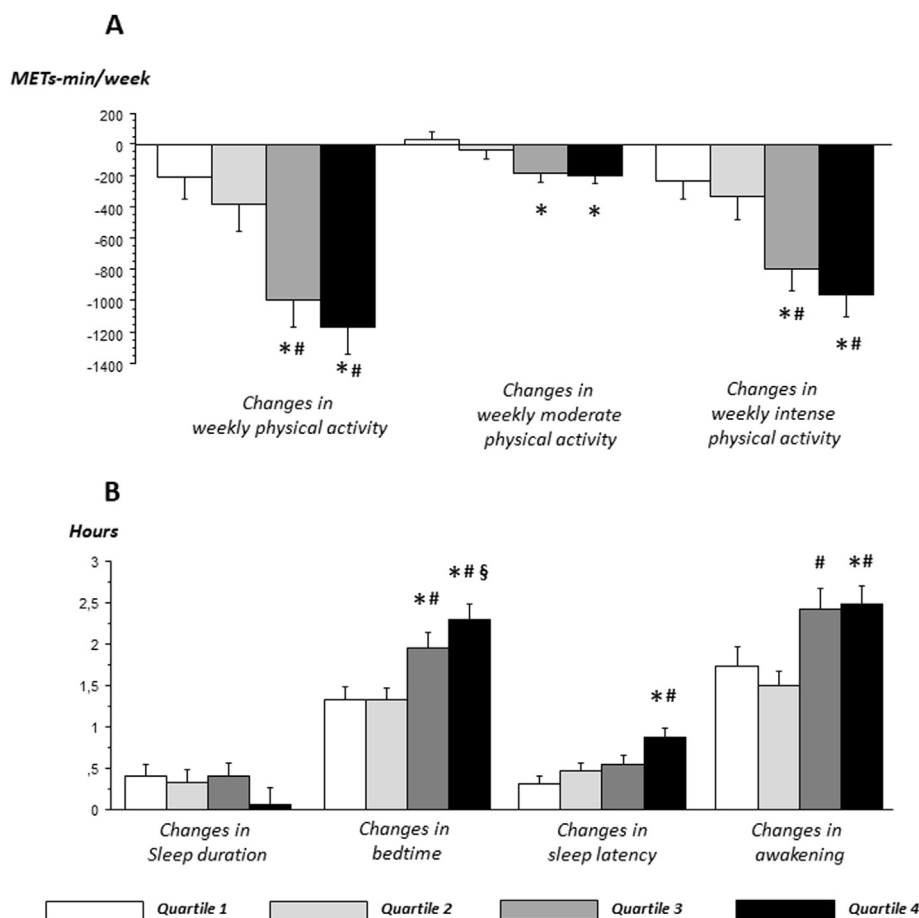 A
METs-min/week
200
0
-200
-400
-600
-800
-1000
-1200
-1400
*#
*#
*
*
*#
*#
Changes in
weekly physical activity
Changes in
weekly moderate
physical activity
Changes in
weekly intense
physical activity
B
Hours
3
2,5
2
1,5
1
,5
0
*#
*# §
*#
#
*#
Changes in
Sleep duration
Changes in
bedtime
Changes in
sleep latency
Changes in
awakening
Quartile 1
Quartile 2
Quartile 3
Quartile 4